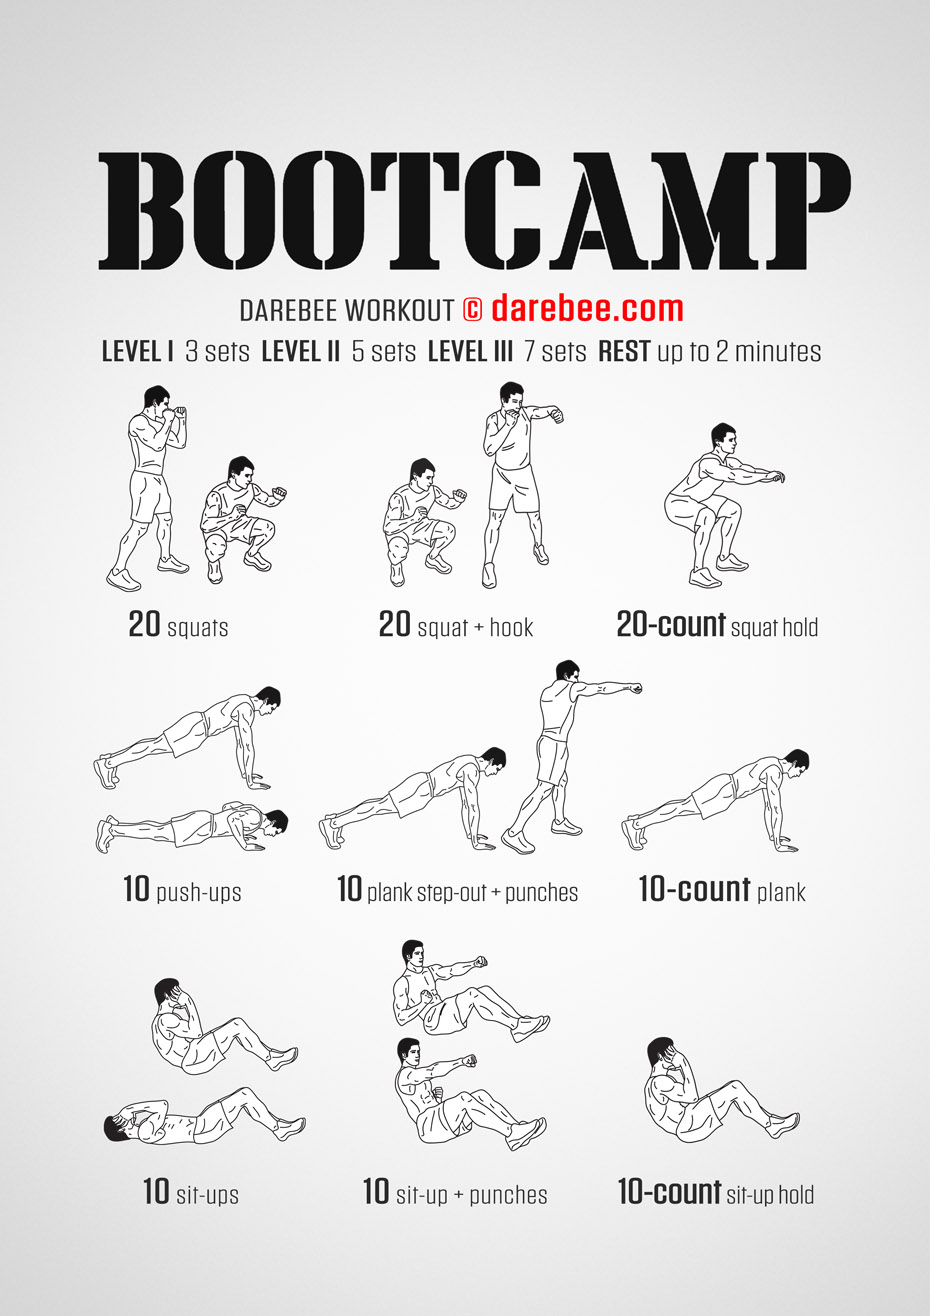 BOOTCAMP
DAREBEE WORKOUT © darebee.com
LEVEL I 3 sets LEVEL II 5 sets LEVEL III 7 sets REST up to 2 minutes
20 squats
20 squat + hook
20-count squat hold
10 push-ups
10 plank step-out + punches
10-count plank
10 sit-ups
10 sit-up + punches
10-count sit-up hold